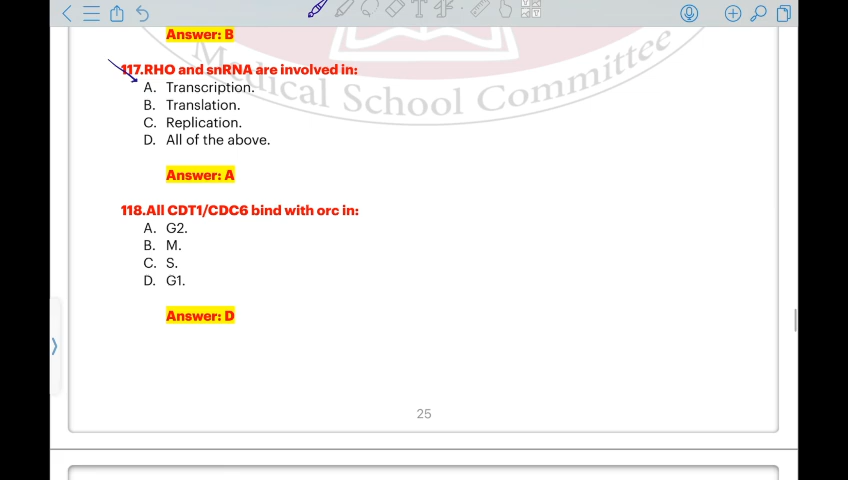 Answer: B
Medical School Committee
117.RHO and snRNA are involved in:
A. Transcription.
B. Translation.
C. Replication.
D. All of the above.
Answer: A
118.All CDT1/CDC6 bind with orc in:
A. G2.
B. M.
C. S.
D. G1.
Answer: D
25